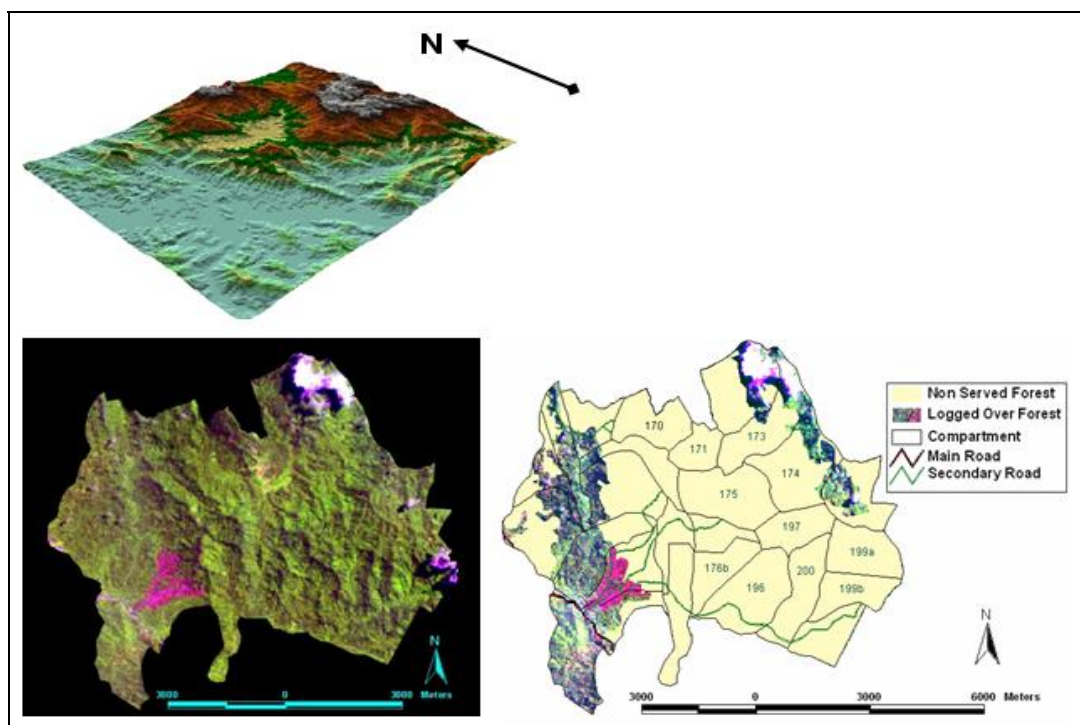 N
Non Served Forest
Logged Over Forest
Compartment
Main Road
Secondary Road
170
171
173
174
175
197
199a
176b
196
200
199b
N
3000 0 3000 Meters
N
3000 0 3000 6000 Meters